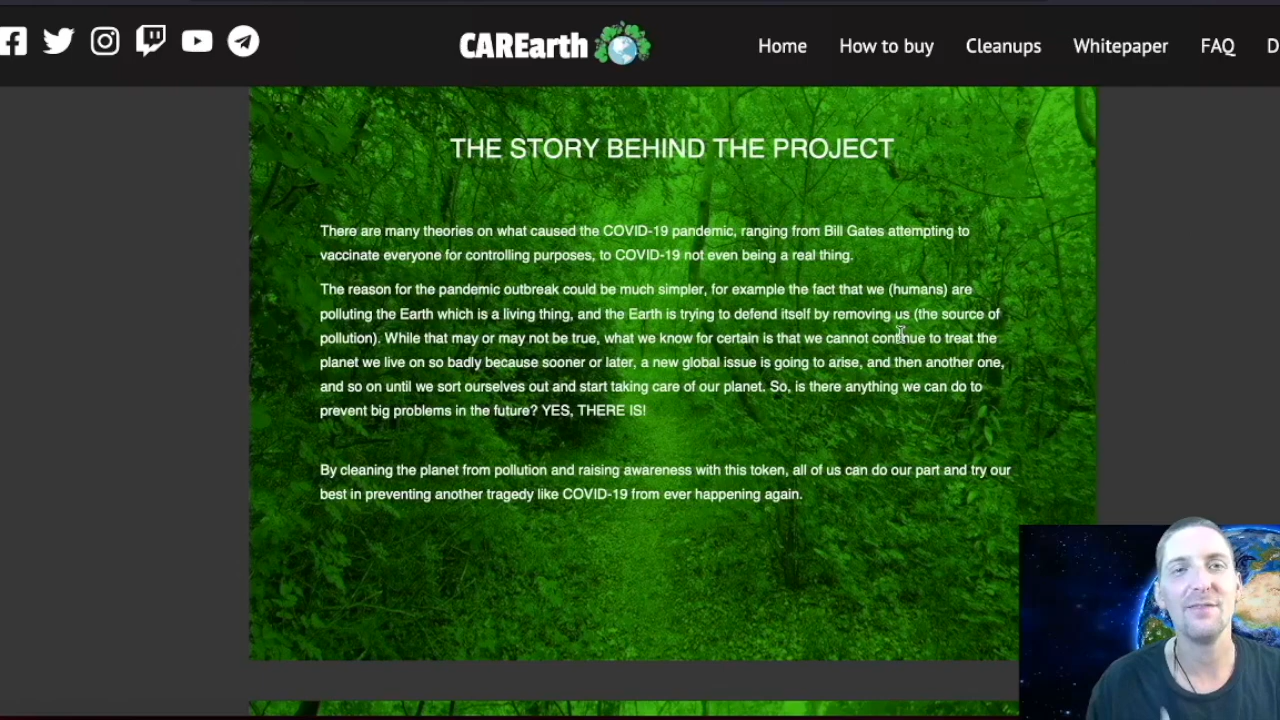 CAREarth
Home
How to buy
Cleanups
Whitepaper
FAQ
D
THE STORY BEHIND THE PROJECT
There are many theories on what caused the COVID-19 pandemic, ranging from Bill Gates attempting to
vaccinate everyone for controlling purposes, to COVID-19 not even being a real thing.
The reason for the pandemic outbreak could be much simpler, for example the fact that we (humans) are
polluting the Earth which is a living thing, and the Earth is trying to defend itself by removing us (the source of
pollution). While that may or may not be true, what we know for certain is that we cannot continue to treat the
planet we live on so badly because sooner or later, a new global issue is going to arise, and then another one,
and so on until we sort ourselves out and start taking care of our planet. So, is there anything we can do to
prevent big problems in the future? YES, THERE IS!
By cleaning the planet from pollution and raising awareness with this token, all of us can do our part and try our
best in preventing another tragedy like COVID-19 from ever happening again.